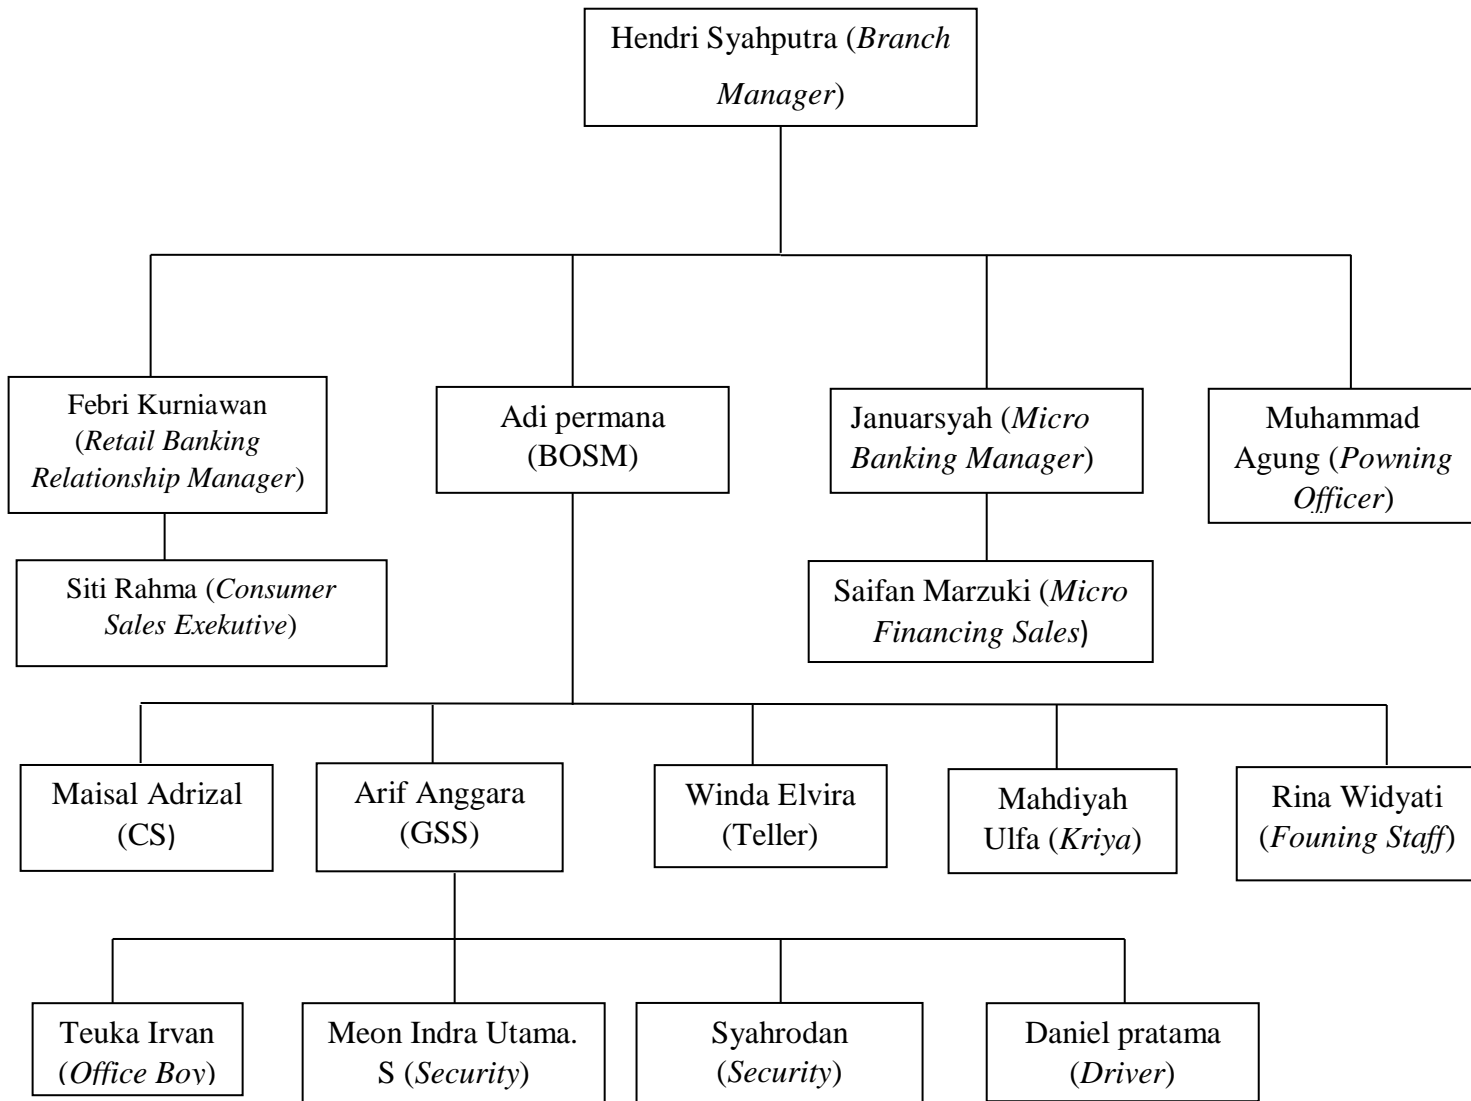 Hendri Syahputra (Branch
Manager)
Febri Kurniawan
(Retail Banking
Relationship Manager)
Adi permana
(BOSM)
Januarsyah (Micro
Banking Manager)
Muhammad
Agung (Powning
Officer)
Siti Rahma (Consumer
Sales Exekutive)
Saifan Marzuki (Micro
Financing Sales)
Maisal Adrizal
(CS)
Arif Anggara
(GSS)
Winda Elvira
(Teller)
Mahdiyah
Ulfa (Kriya)
Rina Widyati
(Founing Staff)
Teuka Irvan
(Office Boy)
Meon Indra Utama.
S (Security)
Syahrodan
(Security)
Daniel pratama
(Driver)